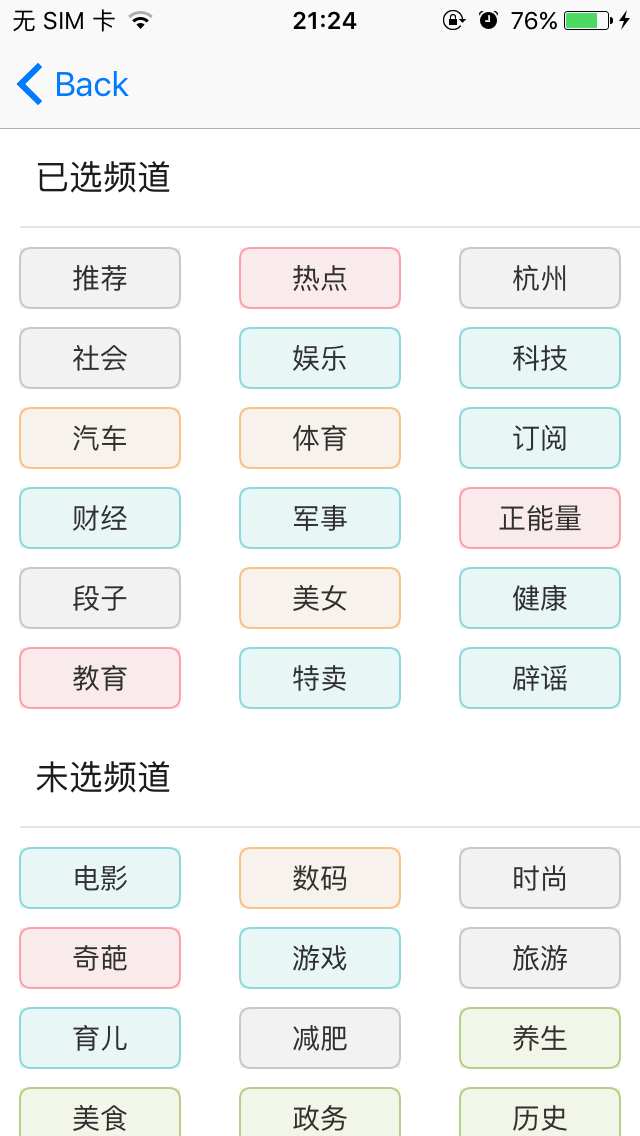 无 SIM 卡 21:24 76%
Back
已选频道
推荐 热点 杭州
社会 娱乐 科技
汽车 体育 订阅
财经 军事 正能量
段子 美女 健康
教育 特卖 辟谣
未选频道
电影 数码 时尚
奇葩 游戏 旅游
育儿 减肥 养生
美食 政务 历史